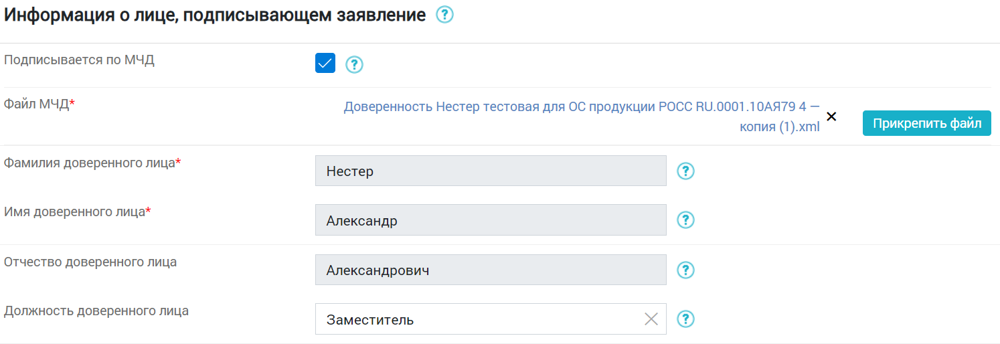 Информация о лице, подписывающем заявление ?
Подписывается по МЧД ?
Файл МЧД*
Доверенность Нестер тестовая для ОС продукции РОСС RU.0001.10АЯ79 4 —
копия (1).xml
Прикрепить файл
Фамилия доверенного лица*
Нестер ?
Имя доверенного лица*
Александр ?
Отчество доверенного лица
Александрович ?
Должность доверенного лица
Заместитель ?